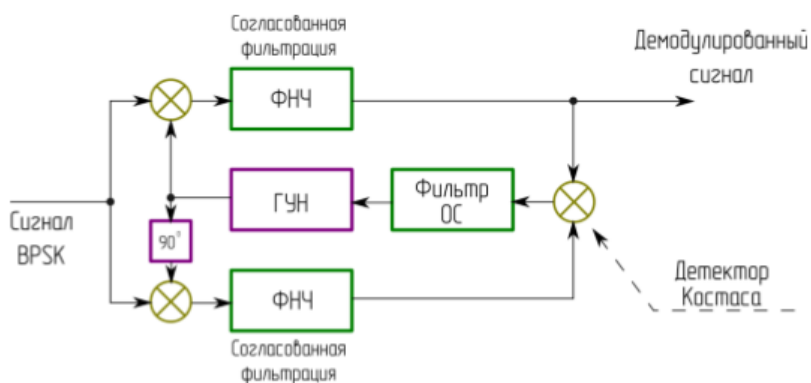 Согласованная
фильтрация
Демодулированный
сигнал
ФНЧ
ГУН
Фильтр
ОС
Сигнал
BPSK
90°
ФНЧ
Детектор
Костаса
Согласованная
фильтрация